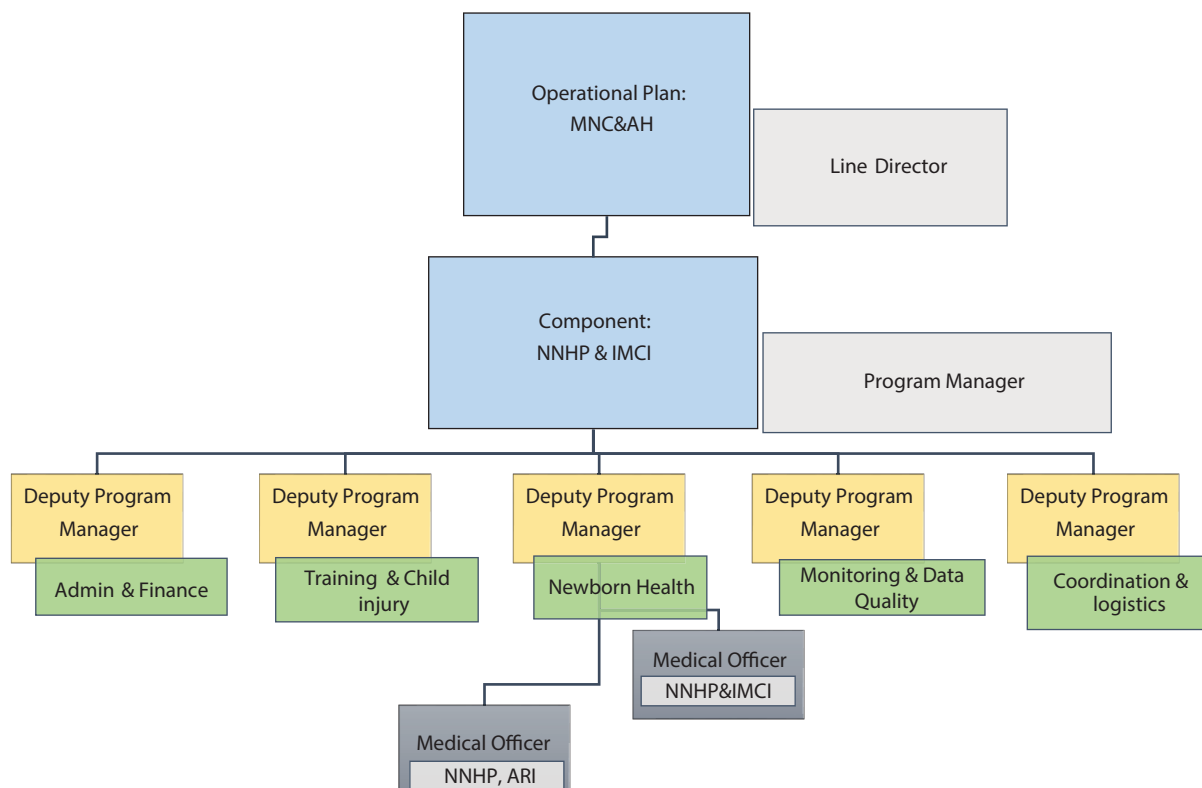 Operational Plan:
MNC&AH
Line Director
Component:
NNHP & IMCI
Program Manager
Deputy Program
Manager
Admin & Finance
Deputy Program
Manager
Training & Child
injury
Deputy Program
Manager
Newborn Health
Deputy Program
Manager
Monitoring & Data
Quality
Deputy Program
Manager
Coordination &
logistics
Medical Officer
NNHP&IMCI
Medical Officer
NNHP, ARI